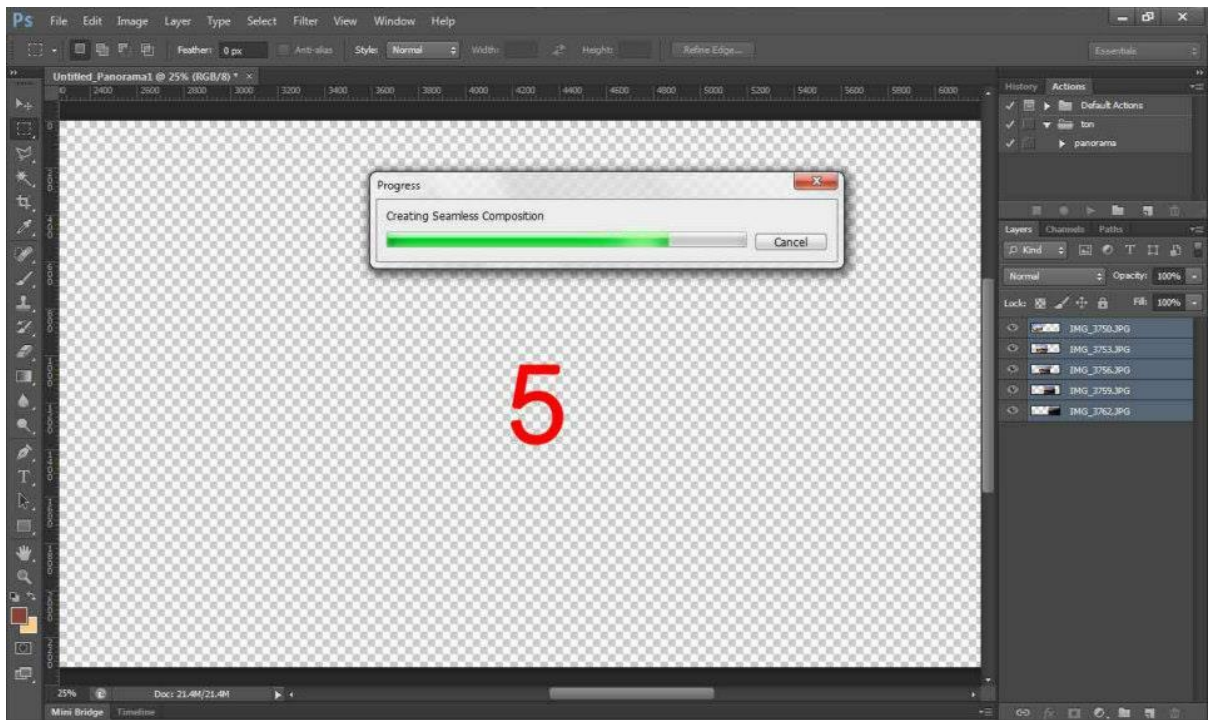 Ps File Edit Image Layer Type Select Filter View Window Help
Feather: 0 px Anti-alias Style: Normal Width: Height: Refine Edge... Essentials
Untitled_Panorama1 @ 25% (RGB/8) * ×
2400 2600 2800 3000 3200 3400 3600 3800 4000 4200 4400 4600 4800 5000 5200 5400 5600 5800 6000
History Actions
Default Actions
ton
panorama
Progress
Creating Seamless Composition
Cancel
5
Layers Channels Paths
Kind
Normal Opacity: 100%
Lock: Fill: 100%
IMG_3750.JPG
IMG_3753.JPG
IMG_3756.JPG
IMG_3759.JPG
IMG_3762.JPG
25% Doc: 21.4M/21.4M
Mini Bridge Timeline